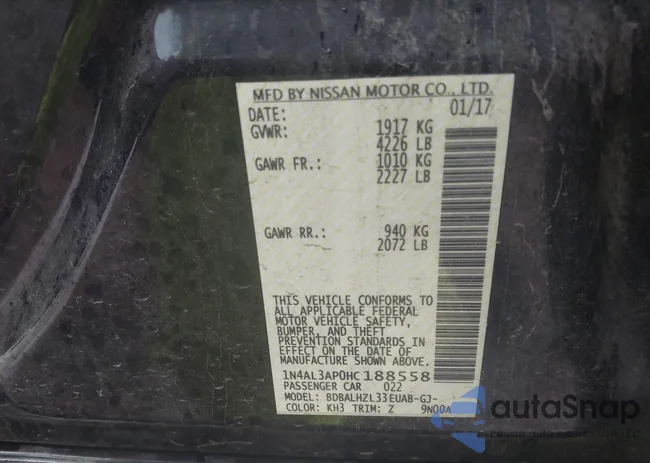 MFD BY NISSAN MOTOR CO., LTD.
DATE: 01/17
GVWR: 1917 KG
4226 LB
GAWR FR.: 1010 KG
2227 LB
GAWR RR.: 940 KG
2072 LB
THIS VEHICLE CONFORMS TO
ALL APPLICABLE FEDERAL
MOTOR VEHICLE SAFETY,
BUMPER, AND THEFT
PREVENTION STANDARDS IN
EFFECT ON THE DATE OF
MANUFACTURE SHOWN ABOVE.
1N4AL3AP0HC188558
PASSENGER CAR 022
MODEL: BDBALHZL33EUAB-GJ-
COLOR: KH3 TRIM: Z 9N00A
autoSnap